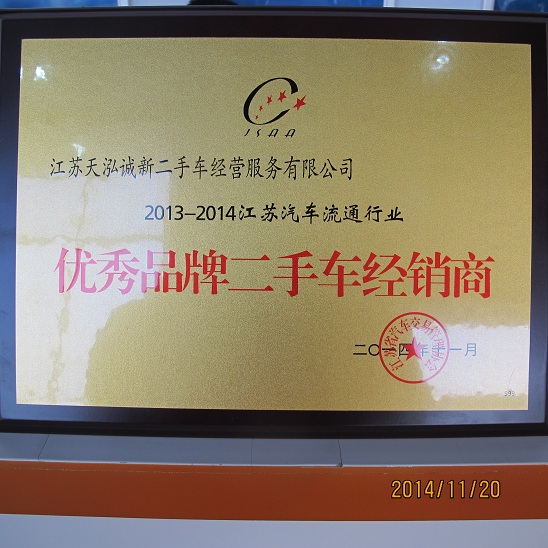 JSAA
江苏天泓诚新二手车经营服务有限公司
2013-2014江苏汽车流通行业
优秀品牌二手车经销商
二〇一四年十一月
2014/11/20